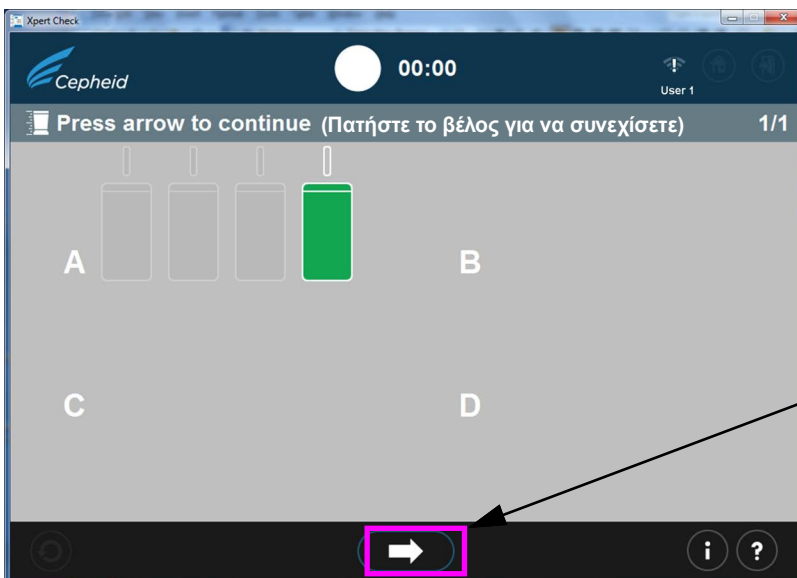 Xpert Check
Cepheid
00:00
User 1
Press arrow to continue (Πατήστε το βέλος για να συνεχίσετε)
1/1
A
B
C
D
i
?